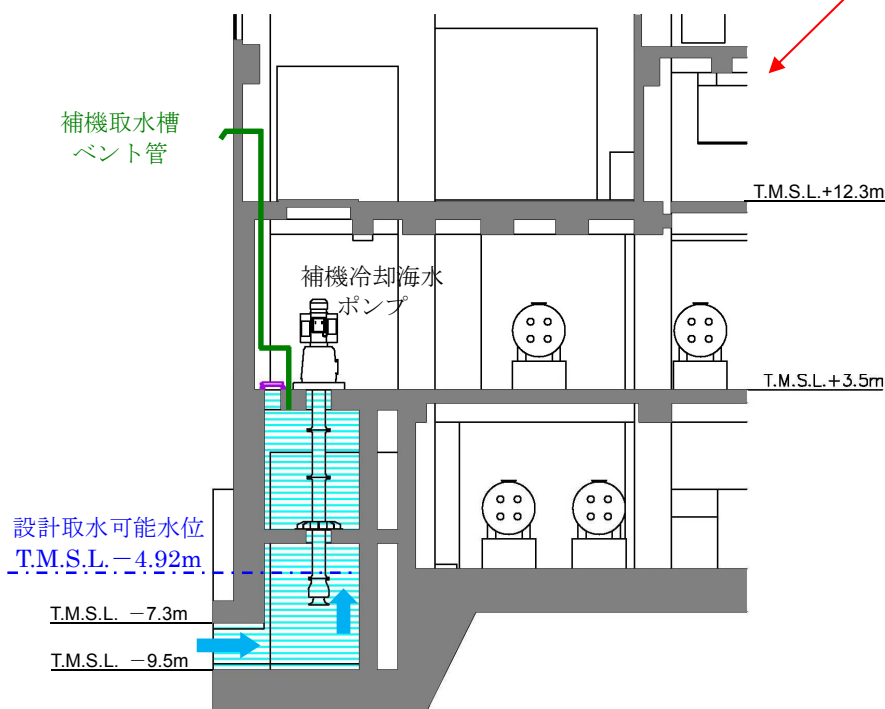 補機取水槽
ベント管
T.M.S.L.+12.3m
補機冷却海水
ポンプ
T.M.S.L.+3.5m
設計取水可能水位
T.M.S.L.－4.92m
T.M.S.L. －7.3m
T.M.S.L. －9.5m